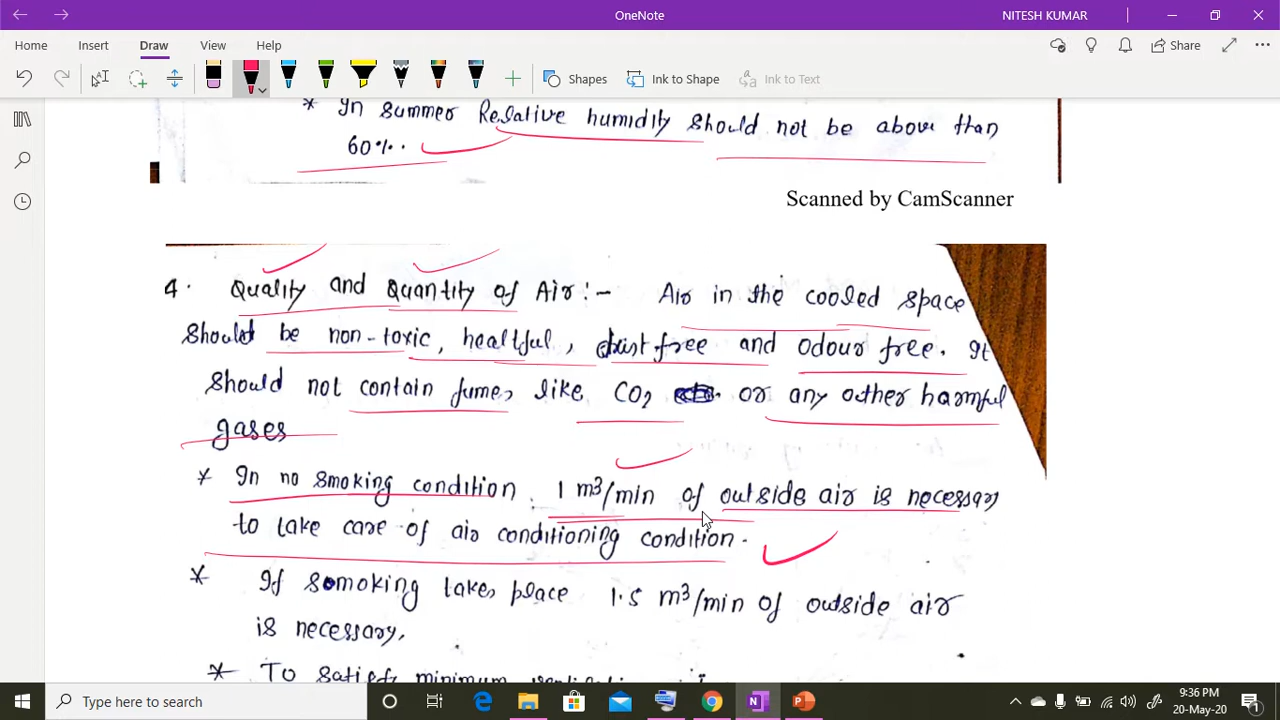 OneNote
NITESH KUMAR
Home Insert Draw View Help
Share
Shapes
Ink to Shape
Ink to Text
* In summer Relative humidity should not be above than
60%.
Scanned by CamScanner
4. Quality and Quantity of Air:- Air in the cooled space
should be non-toxic, healtful, dust free and odour free. It
should not contain fumes like CO2 or any other harmful
gases
* In no smoking condition. 1 m3/min of outside air is necessary
to take care of air conditioning condition.
* If somoking takes place 1.5 m3/min of outside air
is necessary.
* To satisfy minimum
Type here to search
9:36 PM
20-May-20
1